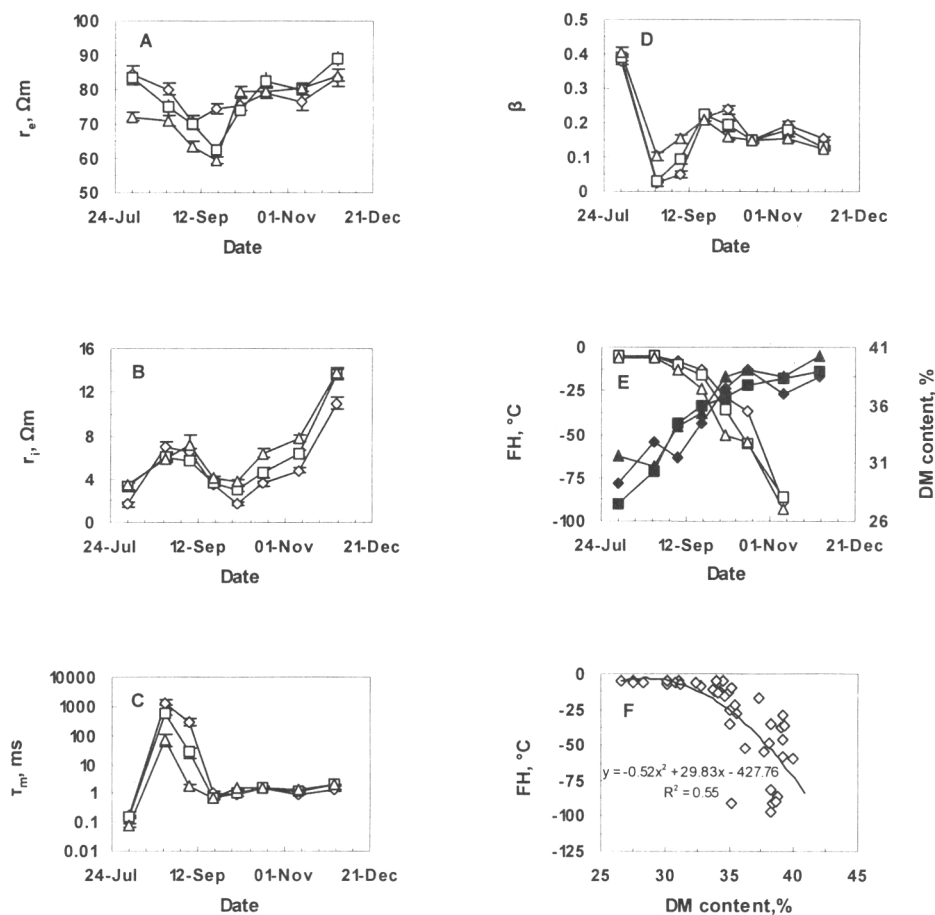 A
rₑ, Ωm
100
90
80
70
60
50
24-Jul 12-Sep 01-Nov 21-Dec
Date
D
β
0.5
0.4
0.3
0.2
0.1
0
24-Jul 12-Sep 01-Nov 21-Dec
Date
B
rᵢ, Ωm
16
12
8
4
0
24-Jul 12-Sep 01-Nov 21-Dec
Date
E
FH, °C
0
-25
-50
-75
-100
41
36
31
26
DM content, %
24-Jul 12-Sep 01-Nov 21-Dec
Date
C
τₘ, ms
10000
1000
100
10
1
0.1
0.01
24-Jul 12-Sep 01-Nov 21-Dec
Date
F
FH, °C
0
-25
-50
-75
-100
-125
y = -0.52x² + 29.83x - 427.76
R² = 0.55
25 30 35 40 45
DM content,%